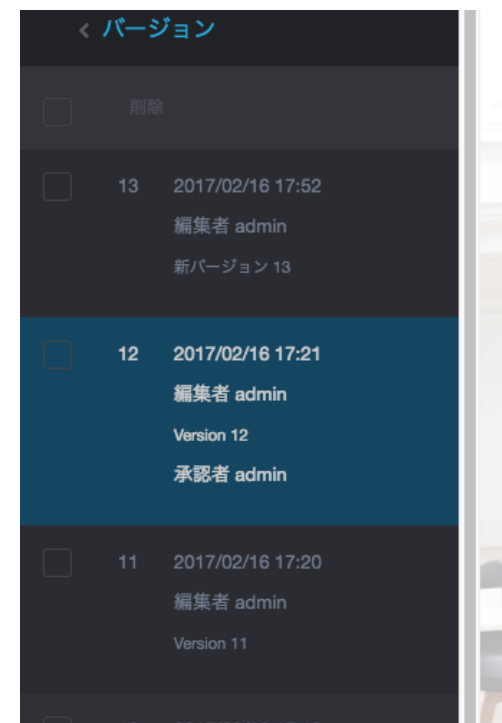 < バージョン
削除
13 2017/02/16 17:52
編集者 admin
新バージョン 13
12 2017/02/16 17:21
編集者 admin
Version 12
承認者 admin
11 2017/02/16 17:20
編集者 admin
Version 11